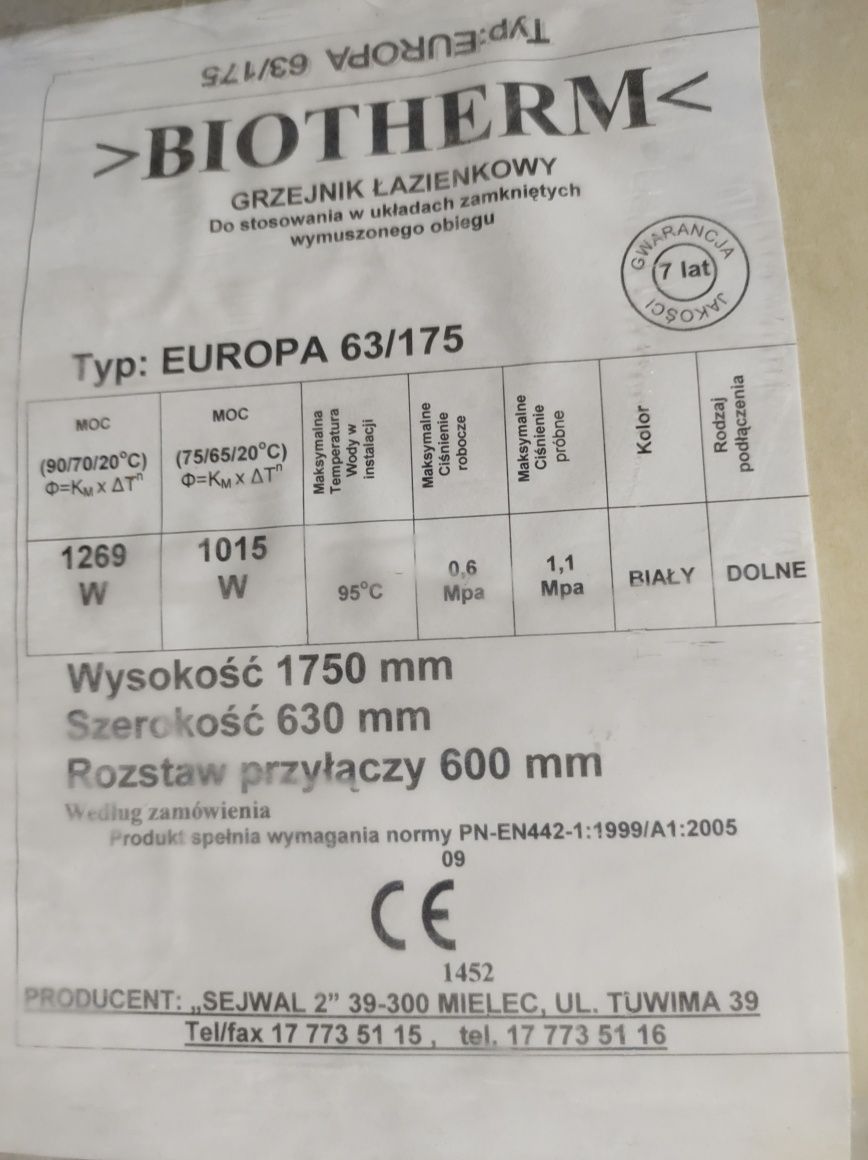 Typ:EUROPA 63/175
>BIOTHERM<
GRZEJNIK ŁAZIENKOWY
Do stosowania w układach zamkniętych
wymuszonego obiegu
GWARANCJA
7 lat
JAKOŚCI
Typ: EUROPA 63/175
MOC
(90/70/20°C)
Φ=KM x ΔTⁿ
MOC
(75/65/20°C)
Φ=KM x ΔTⁿ
Maksymalna
Temperatura
Wody w
instalacji
Maksymalne
Ciśnienie
robocze
Maksymalne
Ciśnienie
próbne
Kolor
Rodzaj
podłączenia
1269
W
1015
W
95°C
0,6
Mpa
1,1
Mpa
BIAŁY
DOLNE
Wysokość 1750 mm
Szerokość 630 mm
Rozstaw przyłączy 600 mm
Według zamówienia
Produkt spełnia wymagania normy PN-EN442-1:1999/A1:2005
09
CE
1452
PRODUCENT: „SEJWAL 2” 39-300 MIELEC, UL. TUWIMA 39
Tel/fax 17 773 51 15 , tel. 17 773 51 16